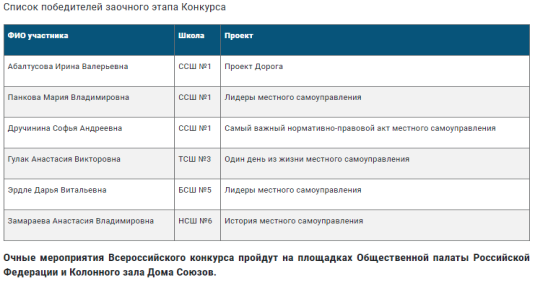 Список победителей заочного этапа Конкурса
ФИО участника Школа Проект
Абалтусова Ирина Валерьевна ССШ №1 Проект Дорога
Панкова Мария Владимировна ССШ №1 Лидеры местного самоуправления
Дручинина Софья Андреевна ССШ №1 Самый важный нормативно-правовой акт местного самоуправления
Гулак Анастасия Викторовна ТСШ №3 Один день из жизни местного самоуправления
Эрдле Дарья Витальевна БСШ №5 Лидеры местного самоуправления
Замараева Анастасия Владимировна НСШ №6 История местного самоуправления
Очные мероприятия Всероссийского конкурса пройдут на площадках Общественной палаты Российской
Федерации и Колонного зала Дома Союзов.